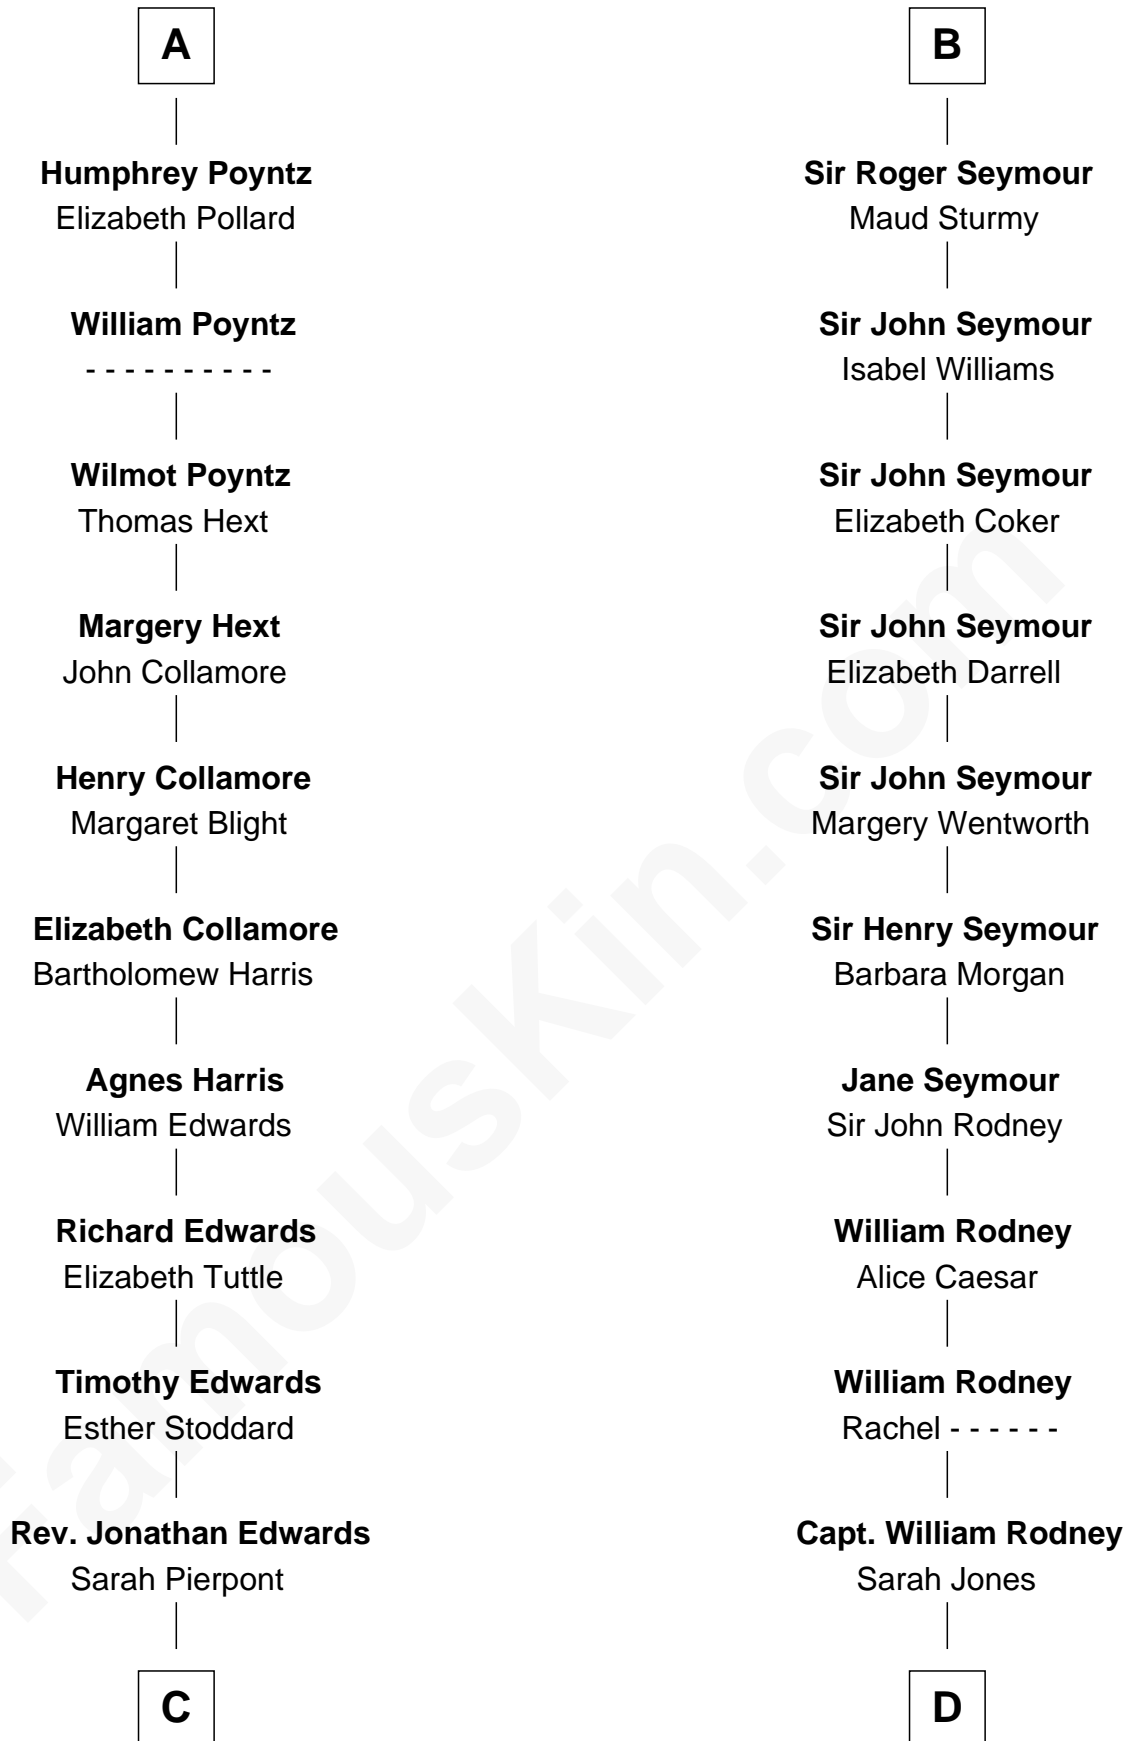 A
Humphrey Poyntz
Elizabeth Pollard
William Poyntz
- - - - - - - - - -
Wilmot Poyntz
Thomas Hext
Margery Hext
John Collamore
Henry Collamore
Margaret Blight
Elizabeth Collamore
Bartholomew Harris
Agnes Harris
William Edwards
Richard Edwards
Elizabeth Tuttle
Timothy Edwards
Esther Stoddard
Rev. Jonathan Edwards
Sarah Pierpont
C
B
Sir Roger Seymour
Maud Sturmy
Sir John Seymour
Isabel Williams
Sir John Seymour
Elizabeth Coker
Sir John Seymour
Elizabeth Darrell
Sir John Seymour
Margery Wentworth
Sir Henry Seymour
Barbara Morgan
Jane Seymour
Sir John Rodney
William Rodney
Alice Caesar
William Rodney
Rachel - - - - - -
Capt. William Rodney
Sarah Jones
D
FamousKin.com